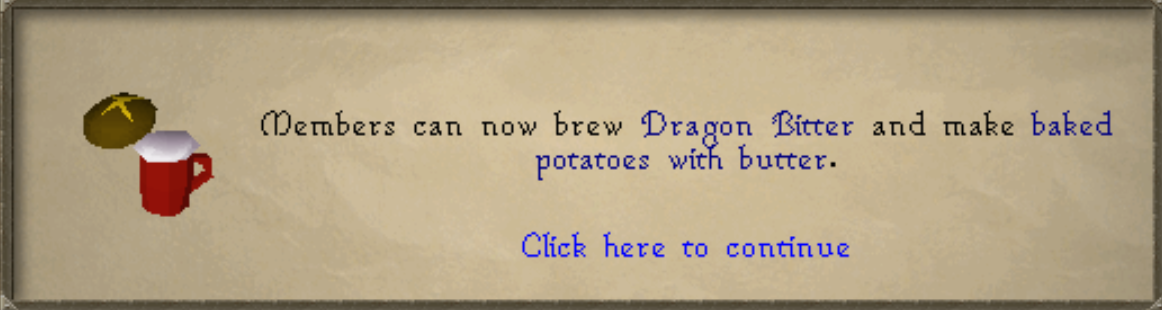 Members can now brew Dragon Bitter and make baked
potatoes with butter.
Click here to continue